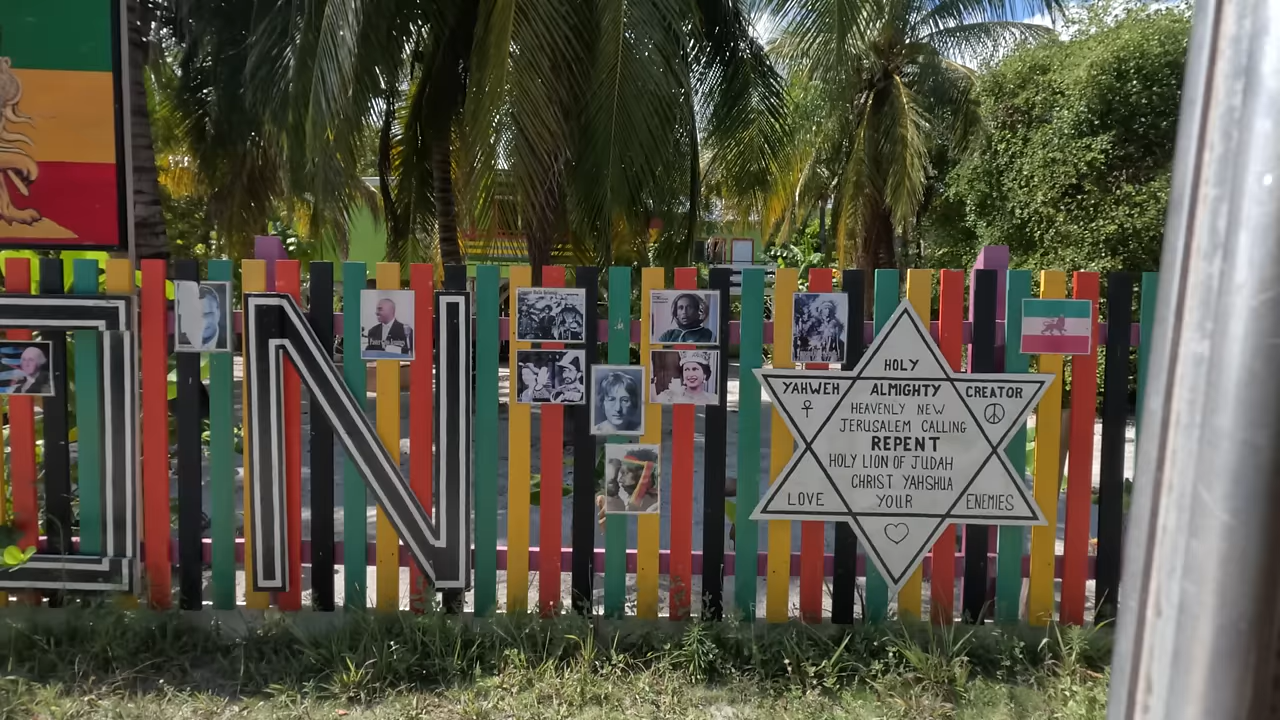 N
HOLY
YAHWEH ALMIGHTY CREATOR
HEAVENLY NEW
JERUSALEM CALLING
REPENT
HOLY LION OF JUDAH
CHRIST YAHSHUA
LOVE YOUR ENEMIES